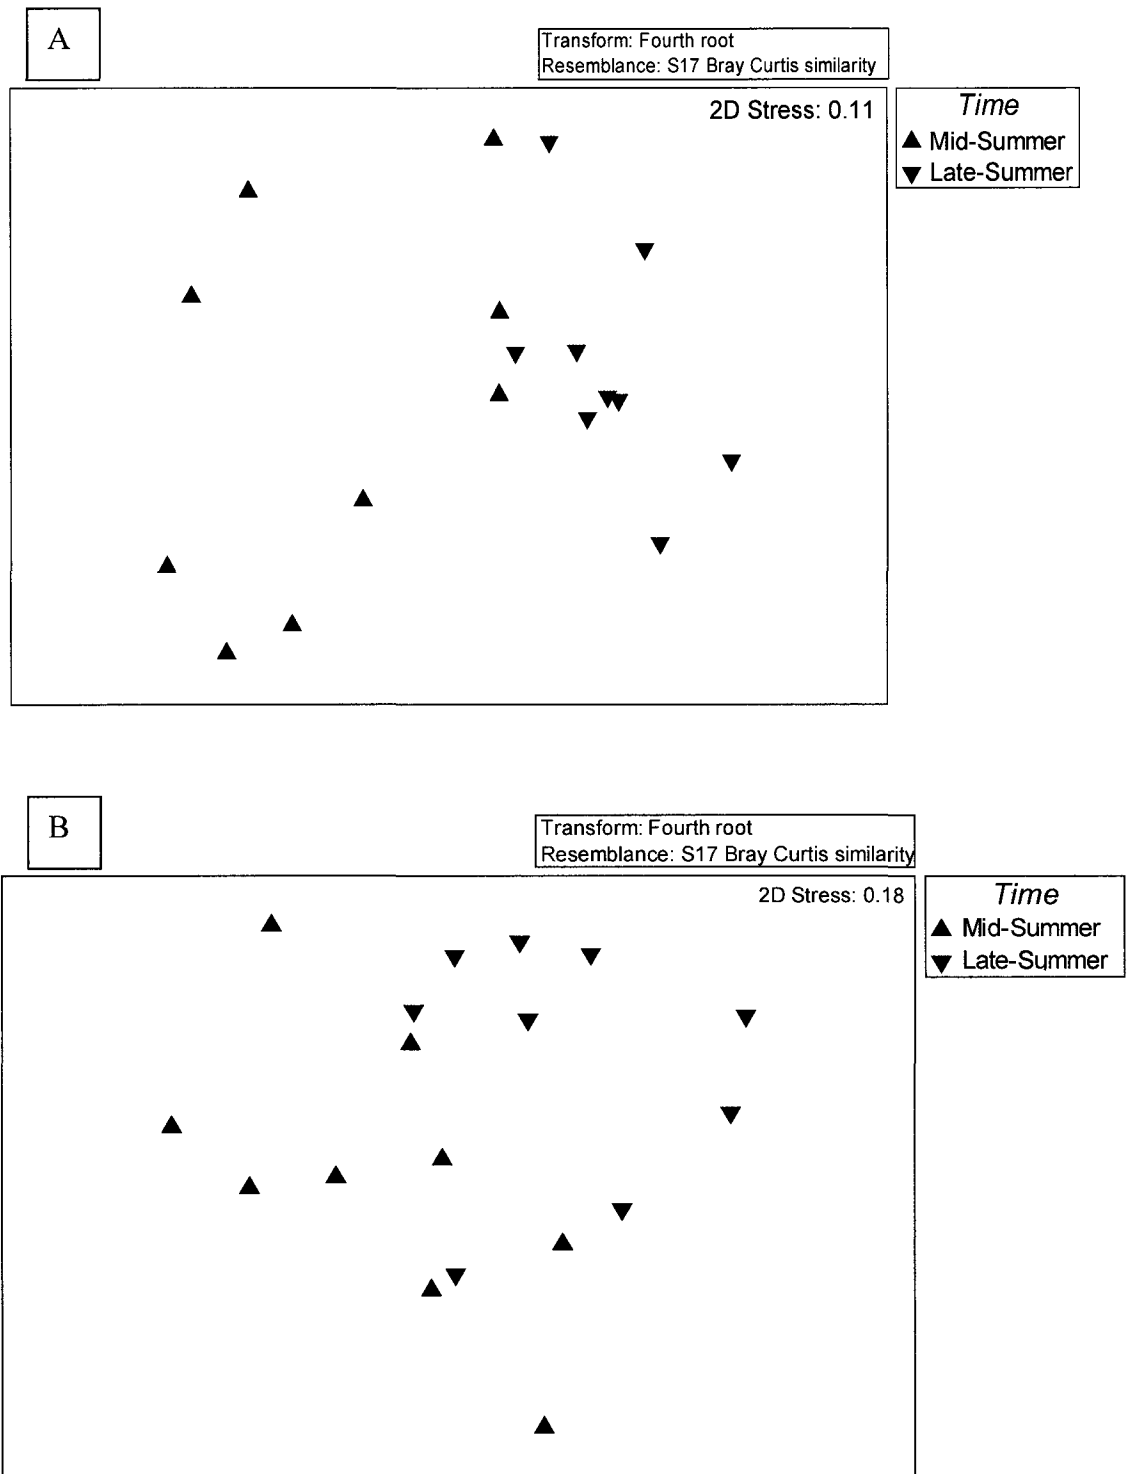 A
Transform: Fourth root
Resemblance: S17 Bray Curtis similarity
2D Stress: 0.11
Time
Mid-Summer
Late-Summer
B
Transform: Fourth root
Resemblance: S17 Bray Curtis similarity
2D Stress: 0.18
Time
Mid-Summer
Late-Summer